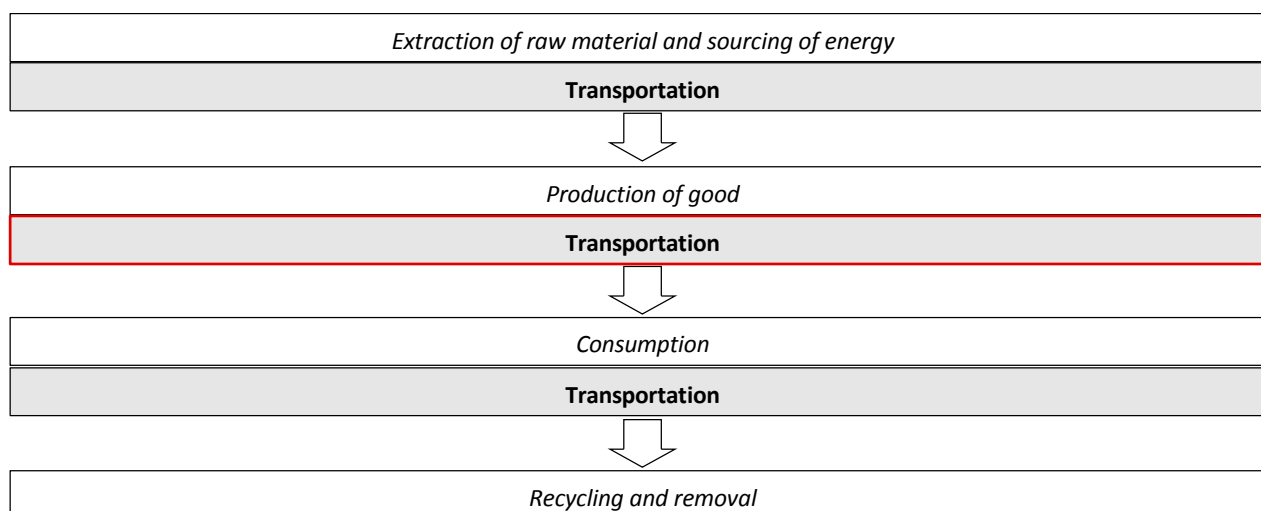 Extraction of raw material and sourcing of energy
Transportation
Production of good
Transportation
Consumption
Transportation
Recycling and removal